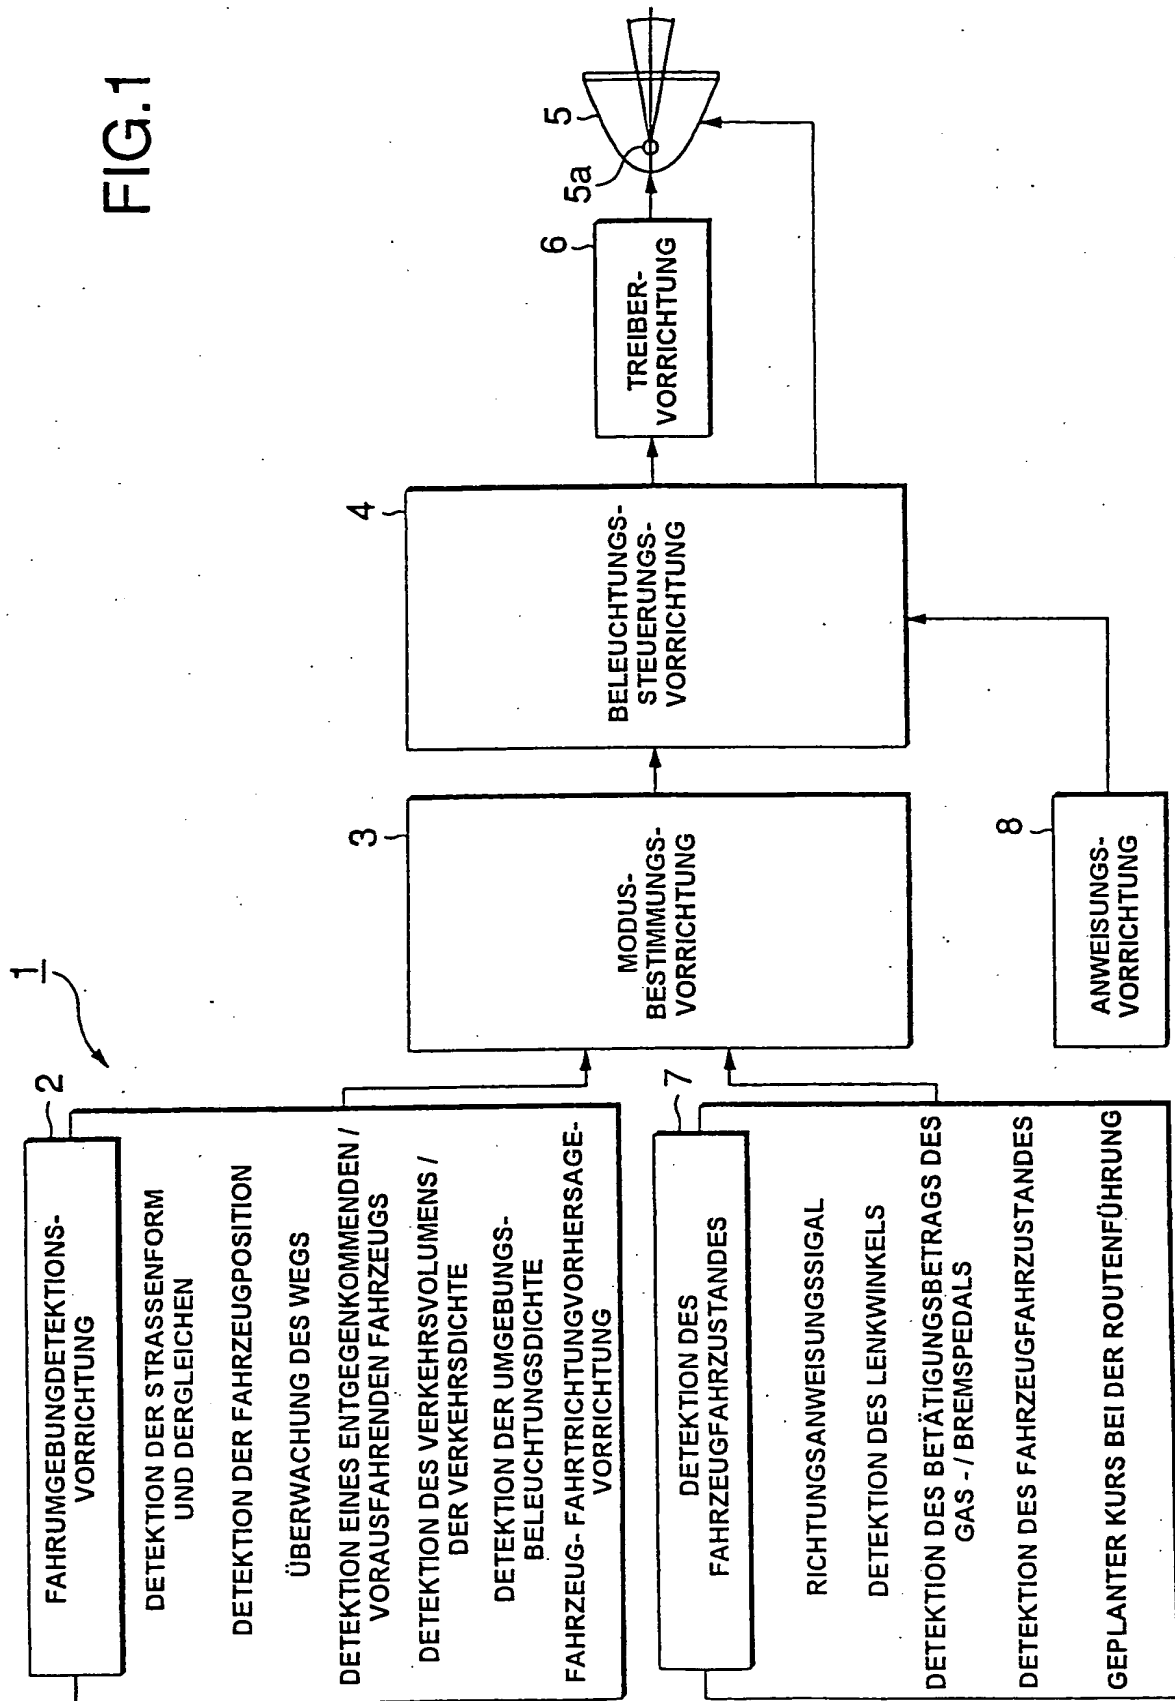 FIG.1
1
2
FAHRUMGEBUNGDETEKTIONS-
VORRICHTUNG
DETEKTION DER STRASSENFORM
UND DERGLEICHEN
DETEKTION DER FAHRZEUGPOSITION
ÜBERWACHUNG DES WEGS
DETEKTION EINES ENTGEGENKOMMENDEN /
VORAUSFAHRENDEN FAHRZEUGS
DETEKTION DES VERKEHRSVOLUMENS /
DER VERKEHRSDICHTE
DETEKTION DER UMGEBUNGS-
BELEUCHTUNGSDICHTE
FAHRZEUG- FAHRTRICHTUNGVORHERSAGE-
VORRICHTUNG
7
DETEKTION DES
FAHRZEUGFAHRZUSTANDES
RICHTUNGSANWEISUNGSSIGAL
DETEKTION DES LENKWINKELS
DETEKTION DES BETÄTIGUNGSBETRAGS DES
GAS - / BREMSPEDALS
DETEKTION DES FAHRZEUGFAHRZUSTANDES
GEPLANTER KURS BEI DER ROUTENFÜHRUNG
3
MODUS-
BESTIMMUNGS-
VORRICHTUNG
8
ANWEISUNGS-
VORRICHTUNG
4
BELEUCHTUNGS-
STEUERUNGS-
VORRICHTUNG
6
TREIBER-
VORRICHTUNG
5a
5